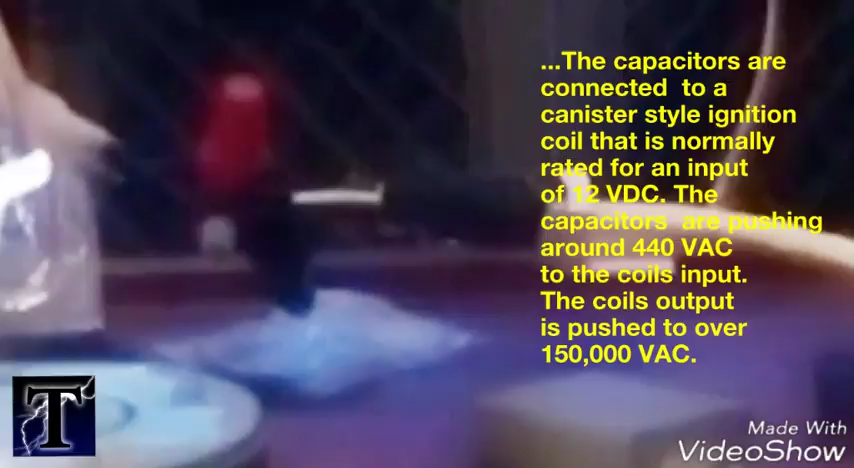 ...The capacitors are
connected to a
canister style ignition
coil that is normally
rated for an input
of 12 VDC. The
capacitors are pushing
around 440 VAC
to the coils input.
The coils output
is pushed to over
150,000 VAC.
T
Made With
VideoShow